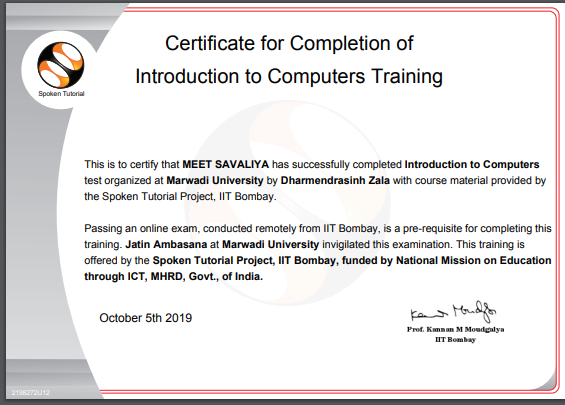 Certificate for Completion of
Introduction to Computers Training
Spoken Tutorial
This is to certify that MEET SAVALIYA has successfully completed Introduction to Computers
test organized at Marwadi University by Dharmendrasinh Zala with course material provided by
the Spoken Tutorial Project, IIT Bombay.
Passing an online exam, conducted remotely from IIT Bombay, is a pre-requisite for completing this
training. Jatin Ambasana at Marwadi University invigilated this examination. This training is
offered by the Spoken Tutorial Project, IIT Bombay, funded by National Mission on Education
through ICT, MHRD, Govt., of India.
October 5th 2019
Prof. Kannan M Moudgalya
IIT Bombay
2198272U12